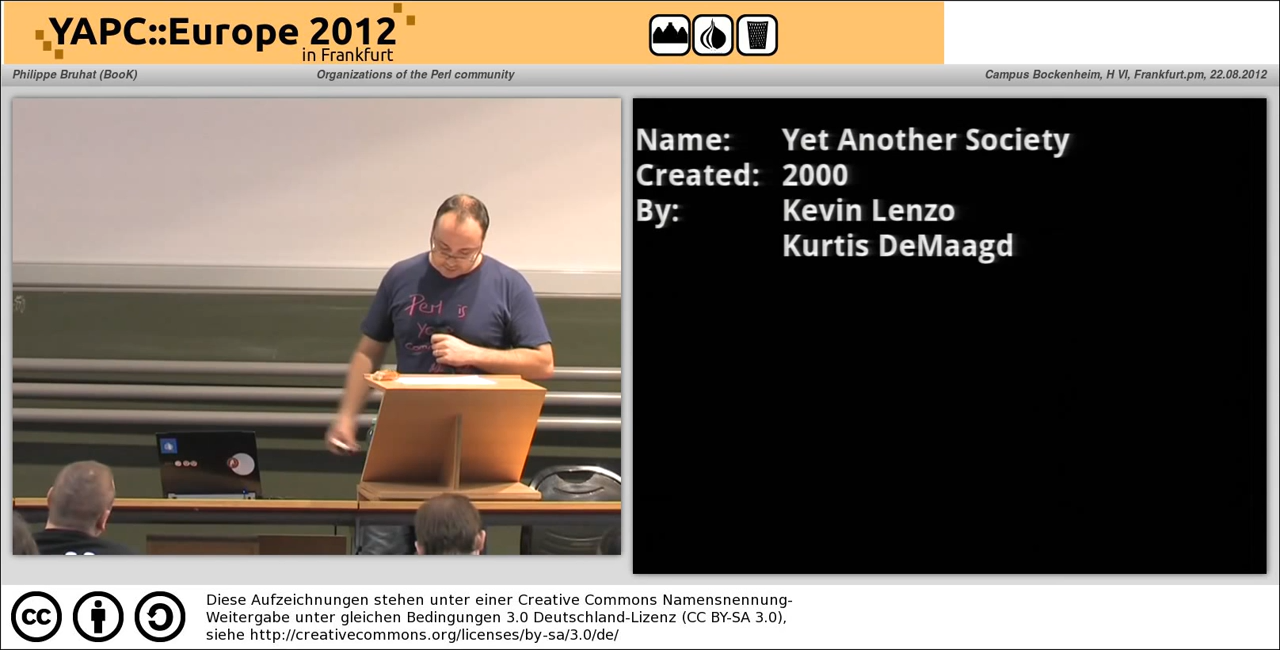 YAPC::Europe 2012
in Frankfurt
Philippe Bruhat (BooK)
Organizations of the Perl community
Campus Bockenheim, H VI, Frankfurt.pm, 22.08.2012
Perl is
Name: Yet Another Society
Created: 2000
By: Kevin Lenzo
Kurtis DeMaagd
cc
Diese Aufzeichnungen stehen unter einer Creative Commons Namensnennung-
Weitergabe unter gleichen Bedingungen 3.0 Deutschland-Lizenz (CC BY-SA 3.0),
siehe http://creativecommons.org/licenses/by-sa/3.0/de/